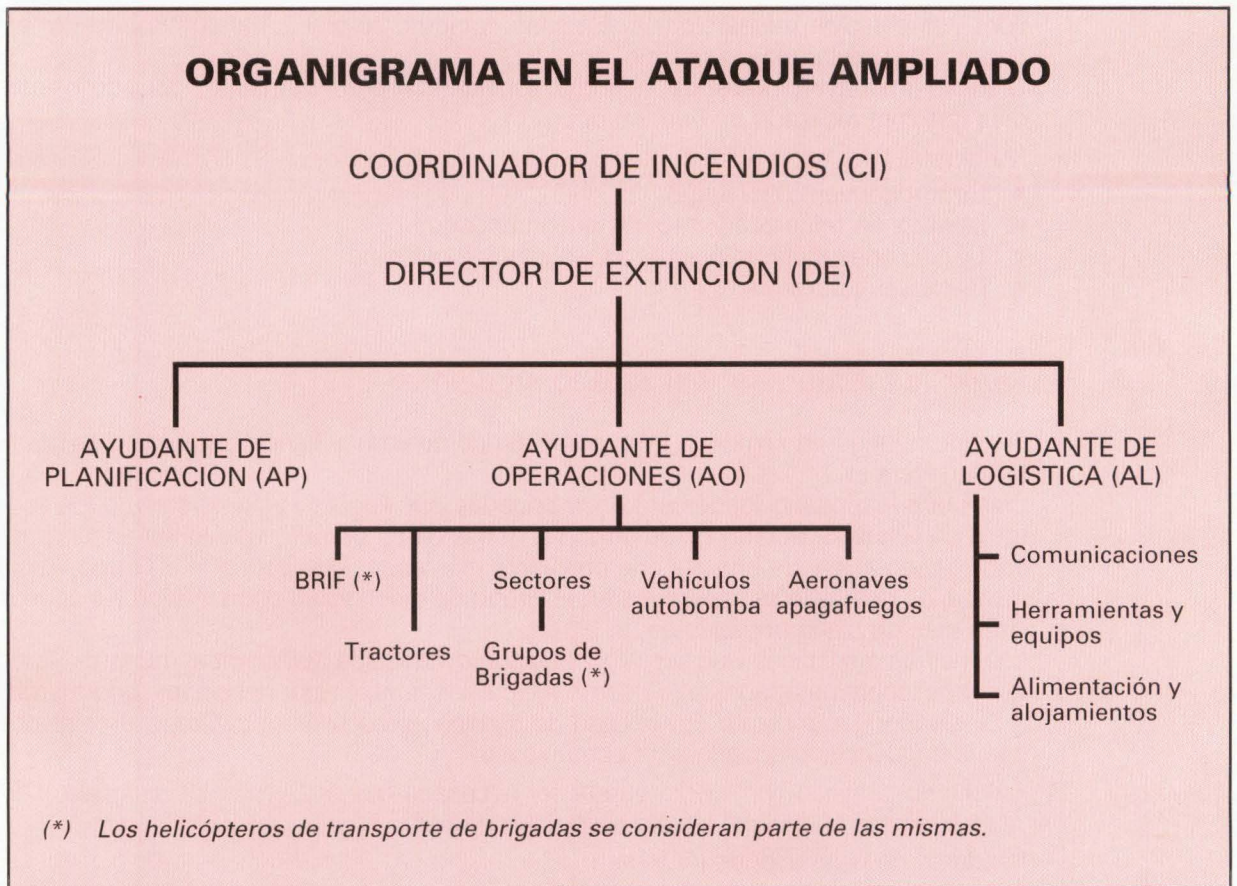 ORGANIGRAMA EN EL ATAQUE AMPLIADO
COORDINADOR DE INCENDIOS (CI)
DIRECTOR DE EXTINCION (DE)
AYUDANTE DE
PLANIFICACION (AP)
AYUDANTE DE
OPERACIONES (AO)
AYUDANTE DE
LOGISTICA (AL)
BRIF (*)
Tractores
Sectores
Grupos de
Brigadas (*)
Vehículos
autobomba
Aeronaves
apagafuegos
Comunicaciones
Herramientas y
equipos
Alimentación y
alojamientos
(*) Los helicópteros de transporte de brigadas se consideran parte de las mismas.